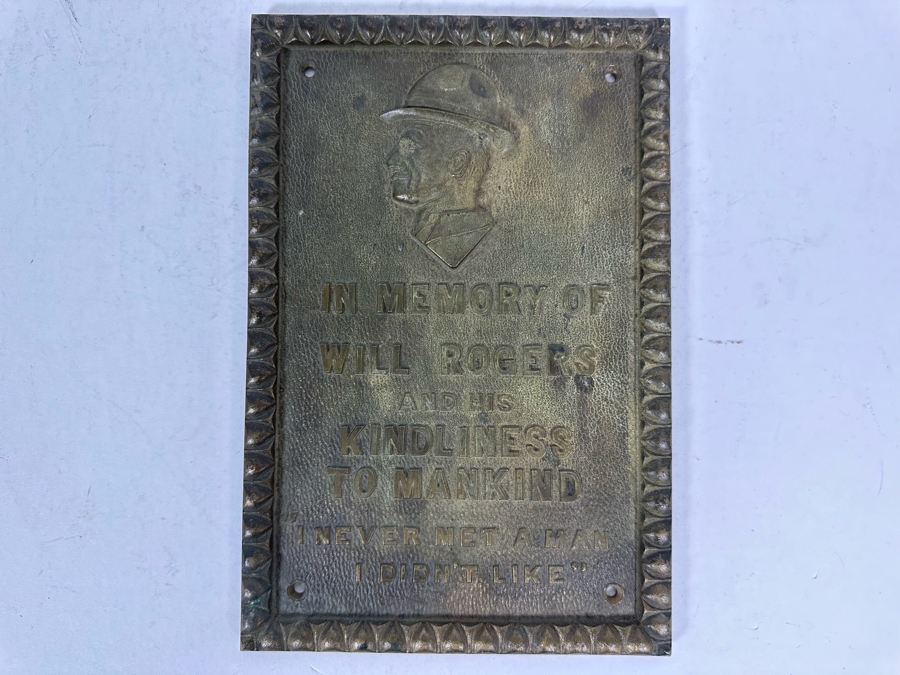 IN MEMORY OF
WILL ROGERS
AND HIS
KINDLINESS
TO MANKIND
"I NEVER MET A MAN
I DIDN'T LIKE"